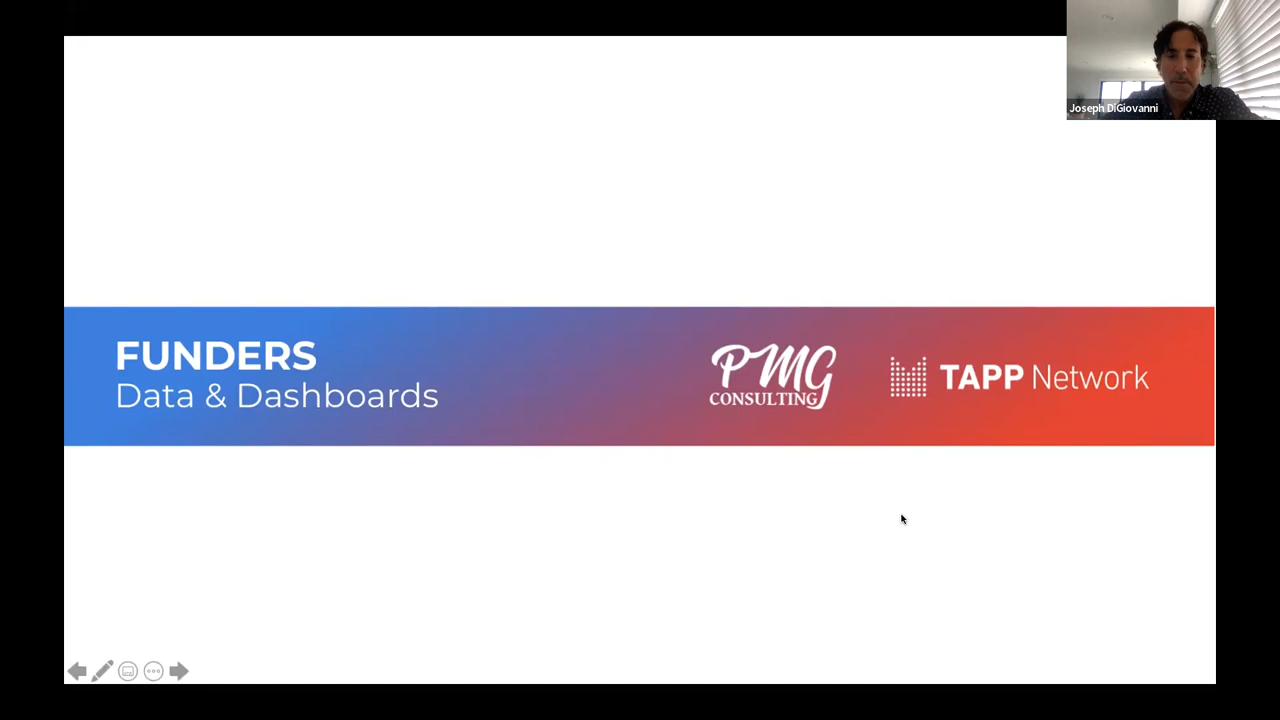 Joseph DiGiovanni
FUNDERS
Data & Dashboards
PMG
CONSULTING
TAPP Network